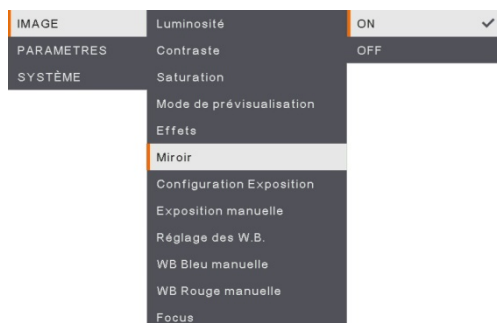 IMAGE
PARAMETRES
SYSTÈME
Luminosité
Contraste
Saturation
Mode de prévisualisation
Effets
Miroir
Configuration Exposition
Exposition manuelle
Réglage des W.B.
WB Bleu manuelle
WB Rouge manuelle
Focus
ON
OFF